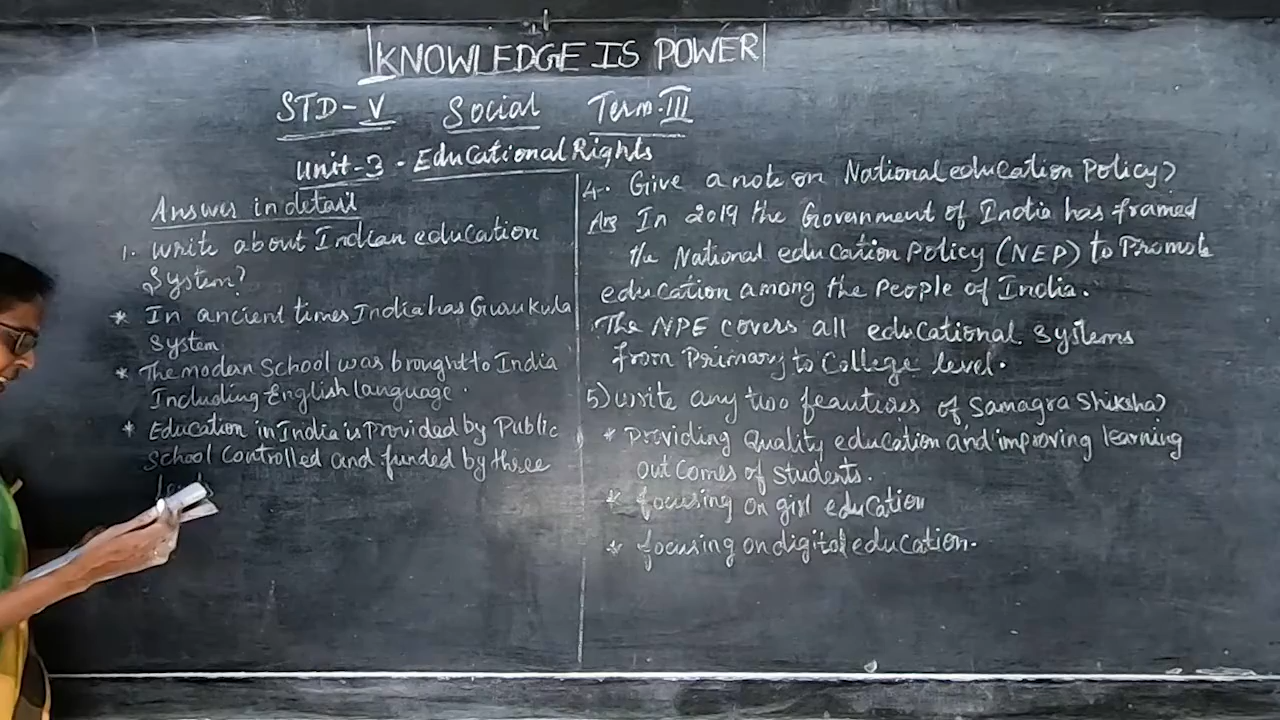 KNOWLEDGE IS POWER
STD-V Social Term-III
Unit-3 - Educational Rights
Answer in detail
1. Write about Indian education
System?
* In ancient times India has Gurukula
System
* The modern School was brought to India
Including English language.
* Education in India is Provided by Public
School Controlled and funded by three
4. Give a note on National education Policy?
Ans In 2019 the Government of India has framed
the National education Policy (NEP) to Promote
education among the People of India.
The NPE covers all educational Systems
from Primary to College level.
5) Write any two feautures of Samagra Shiksha?
* Providing Quality education and improving learning
out comes of students.
* focusing on girl education
* focusing on digital education.